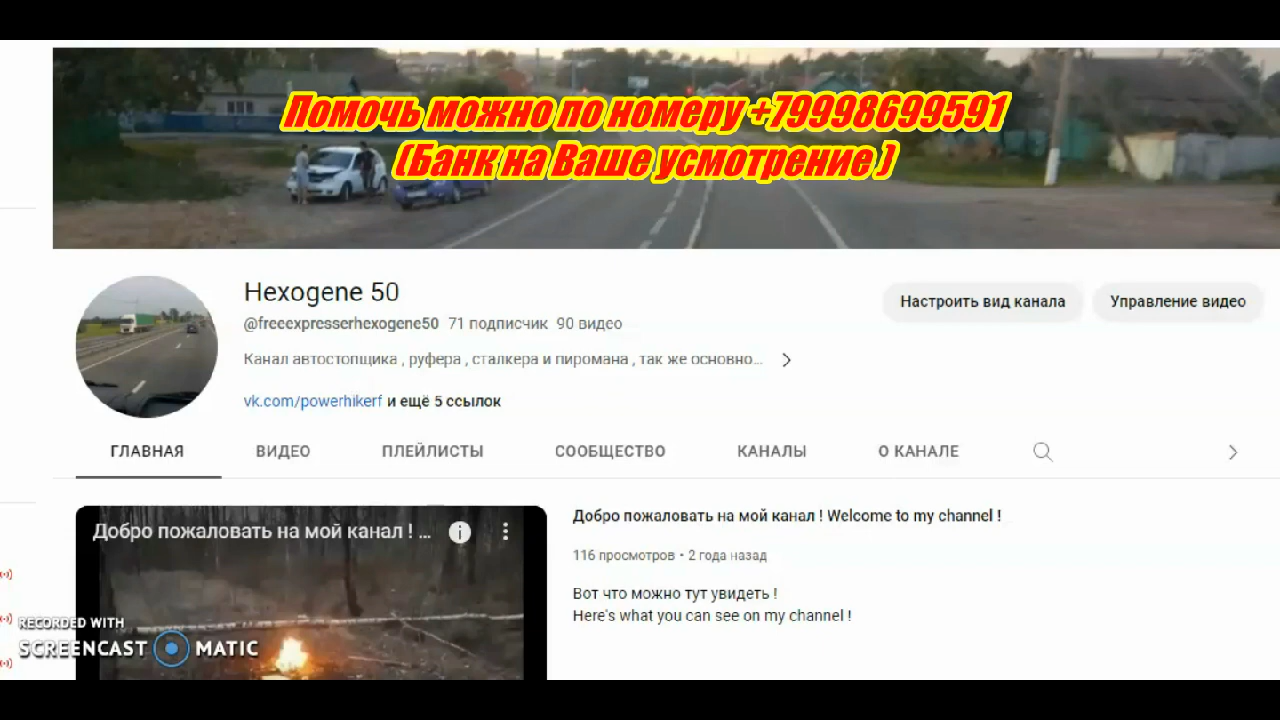 Помочь можно по номеру +79998699591
(Банк на Ваше усмотрение )
Hexogene 50
Настроить вид канала
Управление видео
@freeexpresserhexogene50 71 подписчик 90 видео
Канал автостопщика , руфера , сталкера и пиромана , так же основно...
vk.com/powerhikerf и ещё 5 ссылок
ГЛАВНАЯ ВИДЕО ПЛЕЙЛИСТЫ СООБЩЕСТВО КАНАЛЫ О КАНАЛЕ
Добро пожаловать на мой канал ! ...
Добро пожаловать на мой канал ! Welcome to my channel !
116 просмотров • 2 года назад
Вот что можно тут увидеть !
Here's what you can see on my channel !
RECORDED WITH
SCREENCAST MATIC